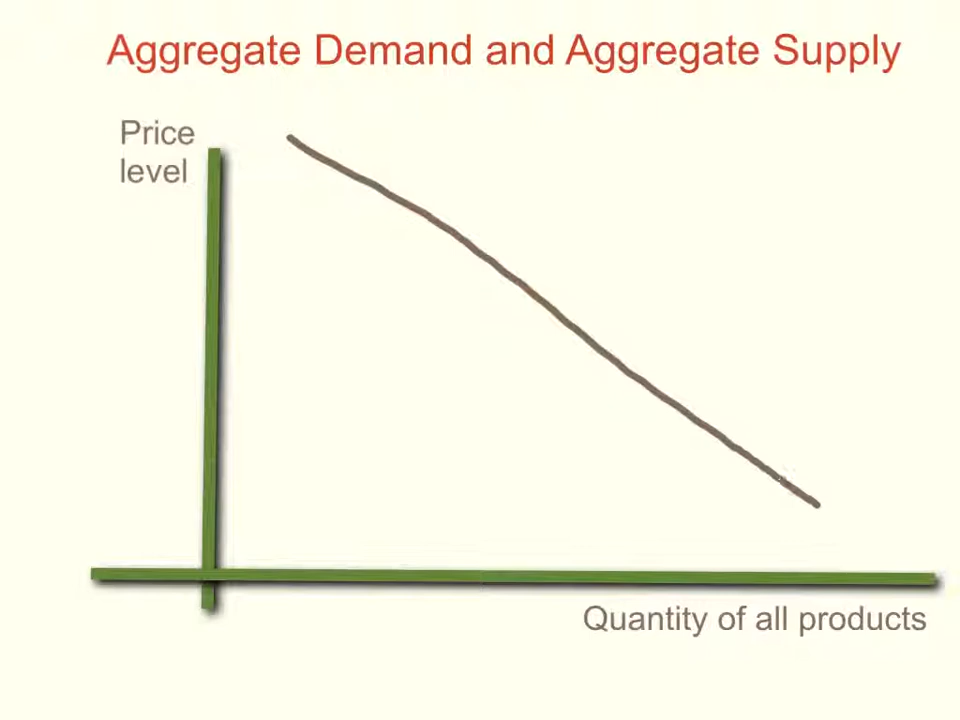 Aggregate Demand and Aggregate Supply
Price
level
Quantity of all products